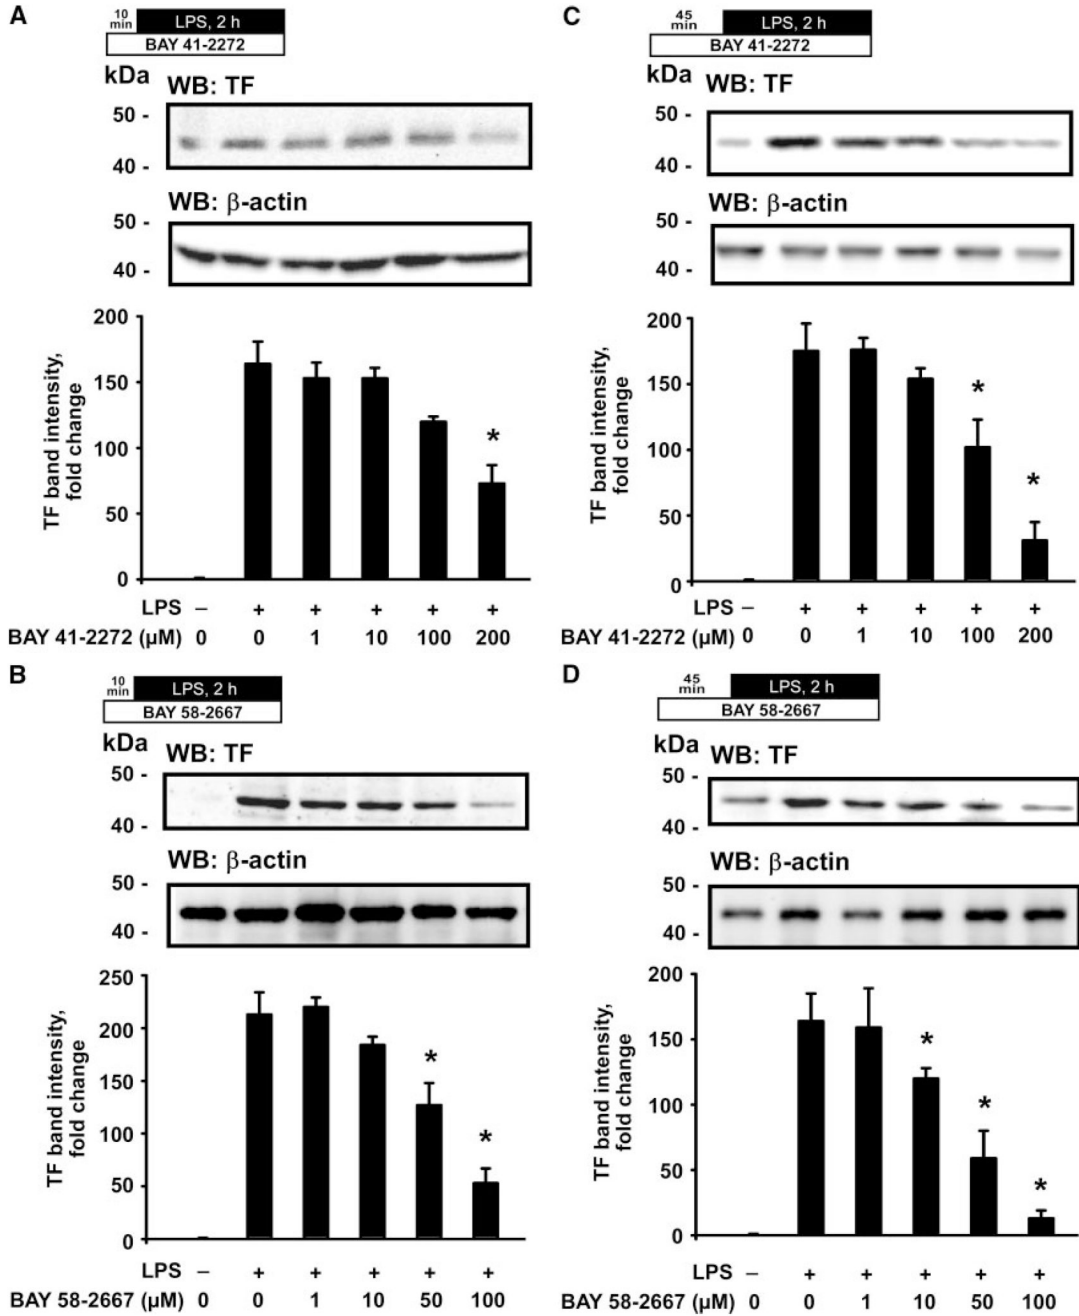 A
10 min
LPS, 2 h
BAY 41-2272
kDa
WB: TF
50 -
40 -
WB: β-actin
50 -
40 -
TF band intensity,
fold change
200
150
100
50
0
*
LPS – + + + + +
BAY 41-2272 (µM) 0 0 1 10 100 200
B
10 min
LPS, 2 h
BAY 58-2667
kDa
WB: TF
50 -
40 -
WB: β-actin
50 -
40 -
TF band intensity,
fold change
250
200
150
100
50
0
* *
LPS – + + + + +
BAY 58-2667 (µM) 0 0 1 10 50 100
C
45 min
LPS, 2 h
BAY 41-2272
kDa
WB: TF
50 -
40 -
WB: β-actin
50 -
40 -
TF band intensity,
fold change
200
150
100
50
0
* *
LPS – + + + + +
BAY 41-2272 (µM) 0 0 1 10 100 200
D
45 min
LPS, 2 h
BAY 58-2667
kDa
WB: TF
50 -
40 -
WB: β-actin
50 -
40 -
TF band intensity,
fold change
200
150
100
50
0
* * *
LPS – + + + + +
BAY 58-2667 (µM) 0 0 1 10 50 100